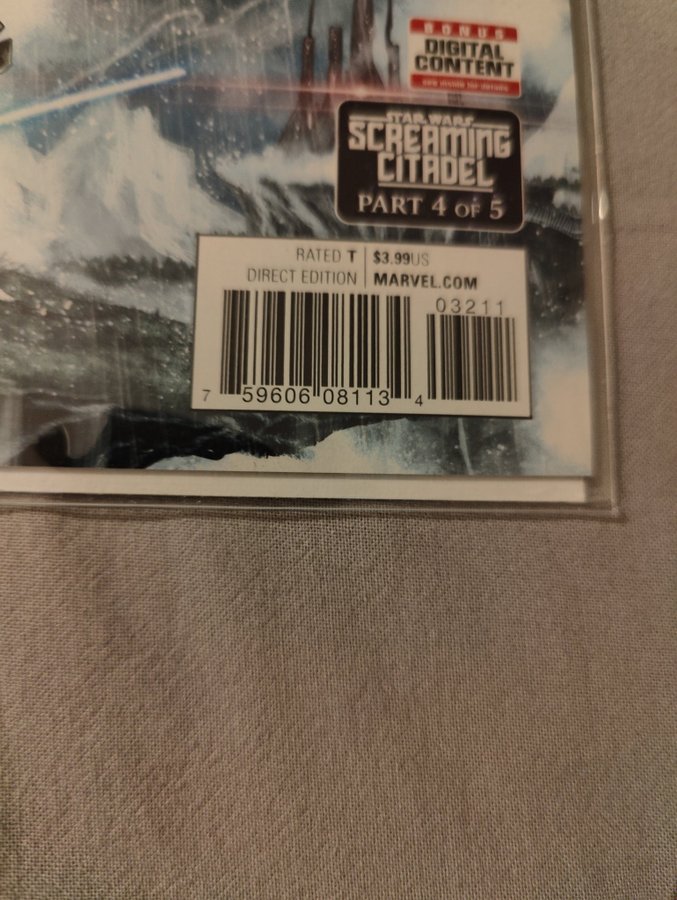 BONUS
DIGITAL
CONTENT
STAR WARS
SCREAMING
CITADEL
PART 4 OF 5
RATED T $3.99US
DIRECT EDITION MARVEL.COM
03211
7 59606 08113 4